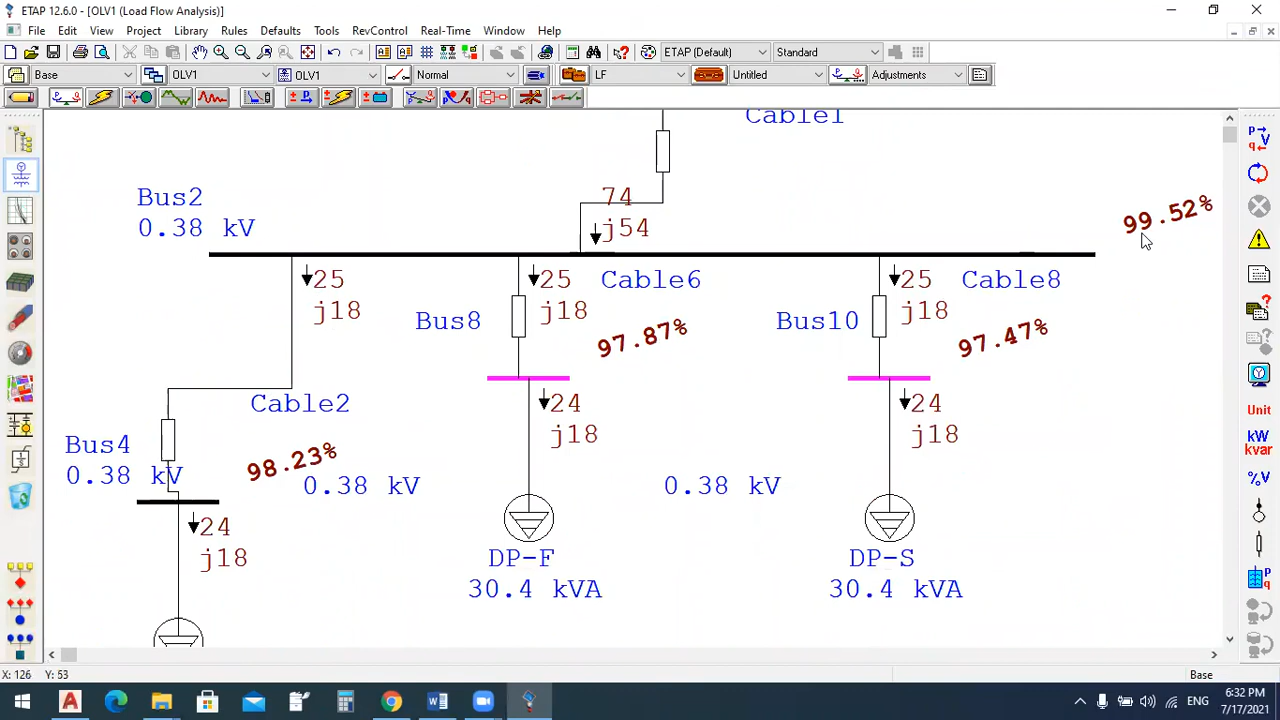 ETAP 12.6.0 - [OLV1 (Load Flow Analysis)]
File Edit View Project Library Rules Defaults Tools RevControl Real-Time Window Help
ETAP (Default) Standard
Base OLV1 OLV1 Normal LF Untitled Adjustments
Cable1
Bus2
0.38 kV
74
j54
99.52%
25
j18
25
j18
Cable6
25
j18
Cable8
Bus8
97.87%
Bus10
97.47%
Cable2
24
j18
24
j18
Bus4
0.38 kV
98.23%
0.38 kV
0.38 kV
24
j18
DP-F
30.4 kVA
DP-S
30.4 kVA
Unit
kW
kvar
%V
X: 126 Y: 53
Base
ENG
6:32 PM
7/17/2021